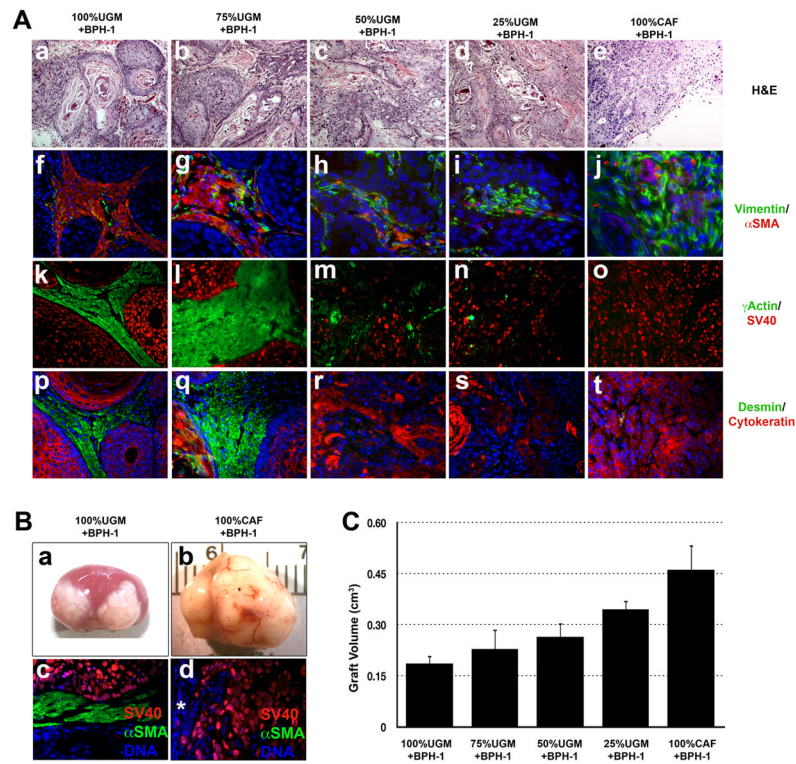 A
100%UGM
+BPH-1
75%UGM
+BPH-1
50%UGM
+BPH-1
25%UGM
+BPH-1
100%CAF
+BPH-1
a
b
c
d
e
H&E
f
g
h
i
j
Vimentin/
αSMA
k
l
m
n
o
γActin/
SV40
p
q
r
s
t
Desmin/
Cytokeratin
B
100%UGM
+BPH-1
100%CAF
+BPH-1
a
b
6
7
c
SV40
αSMA
DNA
d
*
SV40
αSMA
DNA
C
Graft Volume (cm³)
0.60
0.45
0.30
0.15
0
100%UGM
+BPH-1
75%UGM
+BPH-1
50%UGM
+BPH-1
25%UGM
+BPH-1
100%CAF
+BPH-1